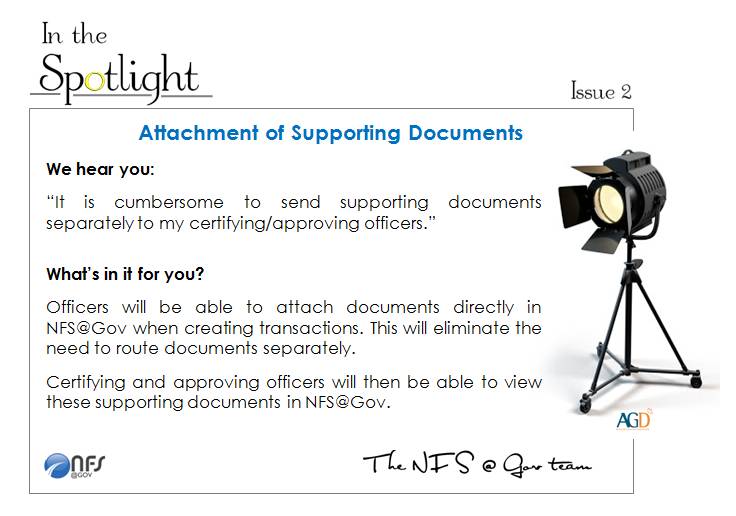 In the
Spotlight
Issue 2
Attachment of Supporting Documents
We hear you:
“It is cumbersome to send supporting documents
separately to my certifying/approving officers.”
What’s in it for you?
Officers will be able to attach documents directly in
NFS@Gov when creating transactions. This will eliminate the
need to route documents separately.
Certifying and approving officers will then be able to view
these supporting documents in NFS@Gov.
AGD
nfs
@GOV
The NFS @ Gov team